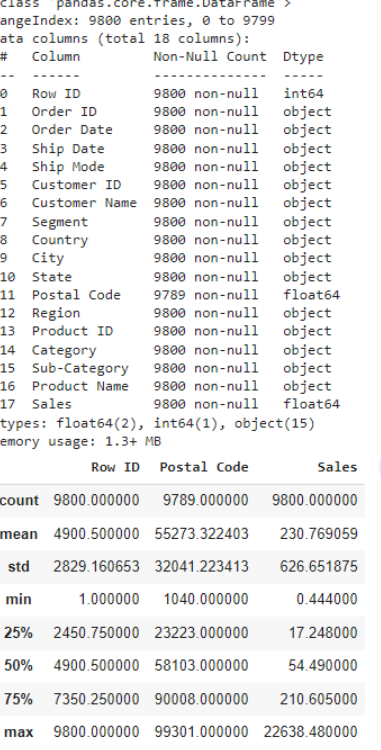 class 'pandas.core.frame.DataFrame'>
angeIndex: 9800 entries, 0 to 9799
ata columns (total 18 columns):
# Column Non-Null Count Dtype
-- ------ -------------- -----
0 Row ID 9800 non-null int64
1 Order ID 9800 non-null object
2 Order Date 9800 non-null object
3 Ship Date 9800 non-null object
4 Ship Mode 9800 non-null object
5 Customer ID 9800 non-null object
6 Customer Name 9800 non-null object
7 Segment 9800 non-null object
8 Country 9800 non-null object
9 City 9800 non-null object
10 State 9800 non-null object
11 Postal Code 9789 non-null float64
12 Region 9800 non-null object
13 Product ID 9800 non-null object
14 Category 9800 non-null object
15 Sub-Category 9800 non-null object
16 Product Name 9800 non-null object
17 Sales 9800 non-null float64
types: float64(2), int64(1), object(15)
emory usage: 1.3+ MB
Row ID Postal Code Sales
count 9800.000000 9789.000000 9800.000000
mean 4900.500000 55273.322403 230.769059
std 2829.160653 32041.223413 626.651875
min 1.000000 1040.000000 0.444000
25% 2450.750000 23223.000000 17.248000
50% 4900.500000 58103.000000 54.490000
75% 7350.250000 90008.000000 210.605000
max 9800.000000 99301.000000 22638.480000